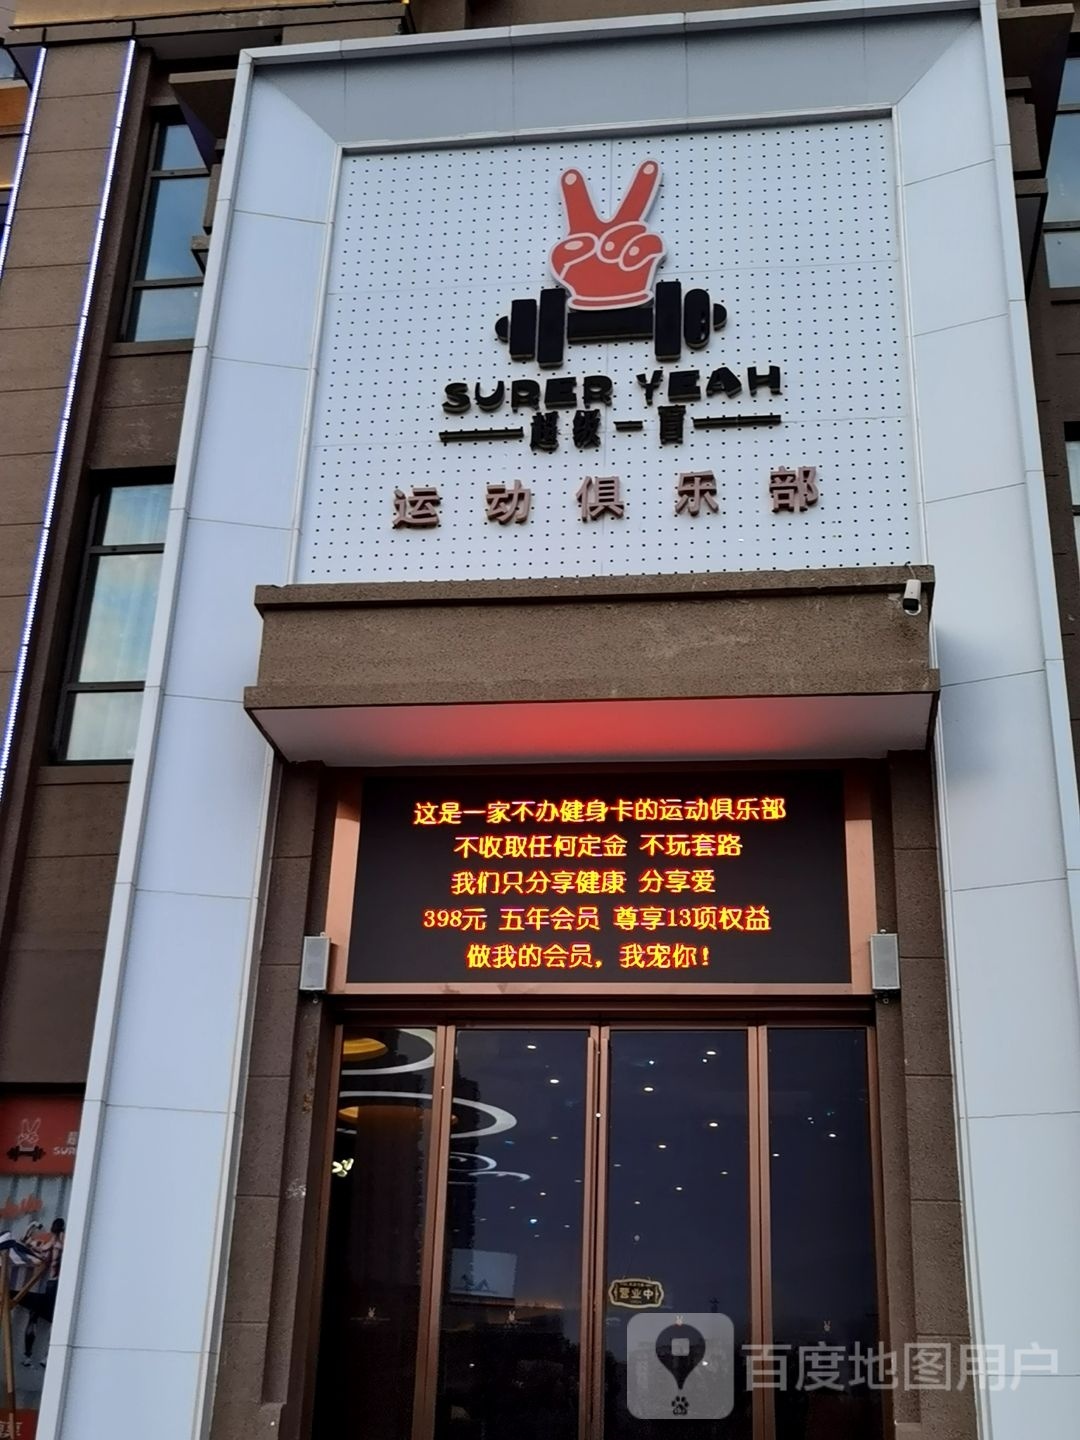 SUPER YEAH
超级一百
运动俱乐部
这是一家不办健身卡的运动俱乐部
不收取任何定金 不玩套路
我们只分享健康 分享爱
398元 五年会员 尊享13项权益
做我的会员，我宠你！
营业中
百度地图用户